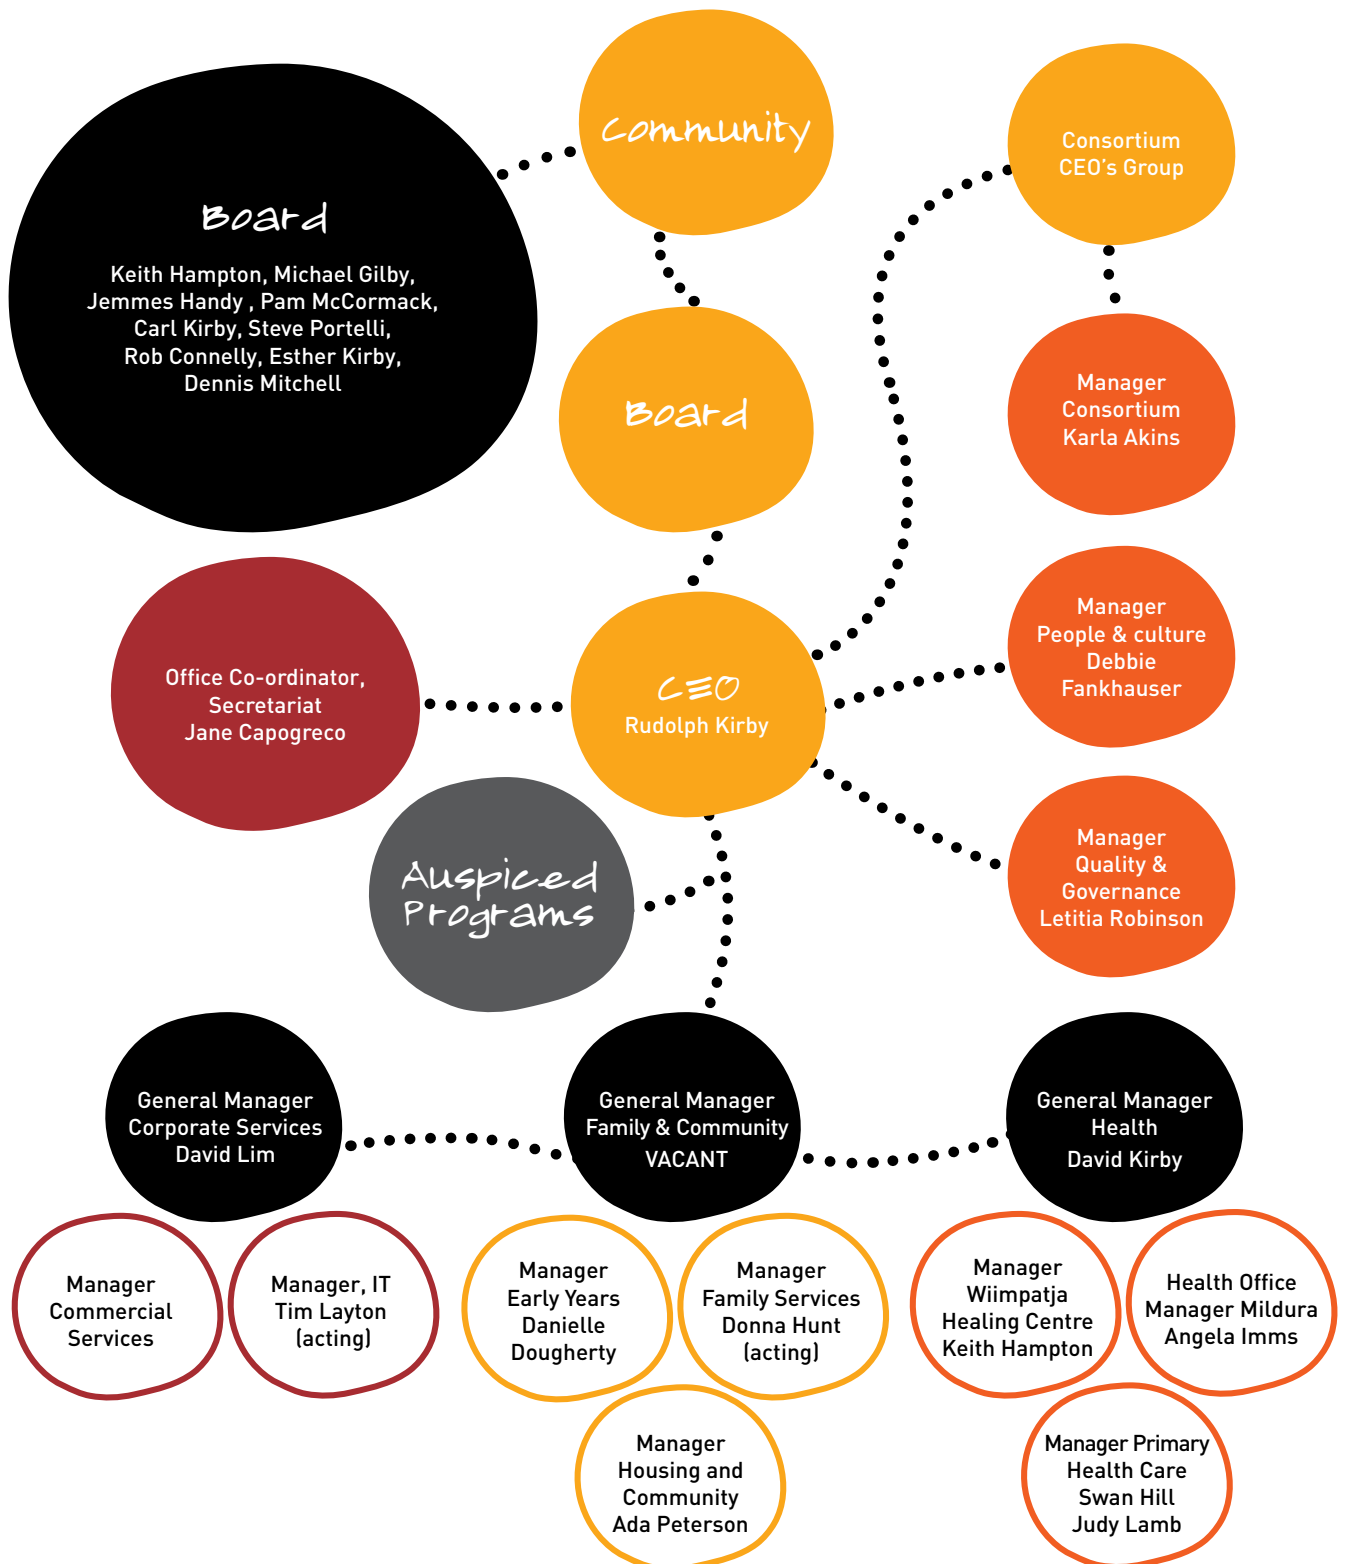 Community
Consortium
CEO's Group
Board
Keith Hampton, Michael Gilby,
Jemmes Handy , Pam McCormack,
Carl Kirby, Steve Portelli,
Rob Connelly, Esther Kirby,
Dennis Mitchell
Board
Manager
Consortium
Karla Akins
Office Co-ordinator,
Secretariat
Jane Capogreco
CEO
Rudolph Kirby
Manager
People & culture
Debbie
Fankhauser
Auspiced
Programs
Manager
Quality &
Governance
Letitia Robinson
General Manager
Corporate Services
David Lim
General Manager
Family & Community
VACANT
General Manager
Health
David Kirby
Manager
Commercial
Services
Manager, IT
Tim Layton
(acting)
Manager
Early Years
Danielle
Dougherty
Manager
Family Services
Donna Hunt
(acting)
Manager
Wiimpatja
Healing Centre
Keith Hampton
Health Office
Manager Mildura
Angela Imms
Manager
Housing and
Community
Ada Peterson
Manager Primary
Health Care
Swan Hill
Judy Lamb